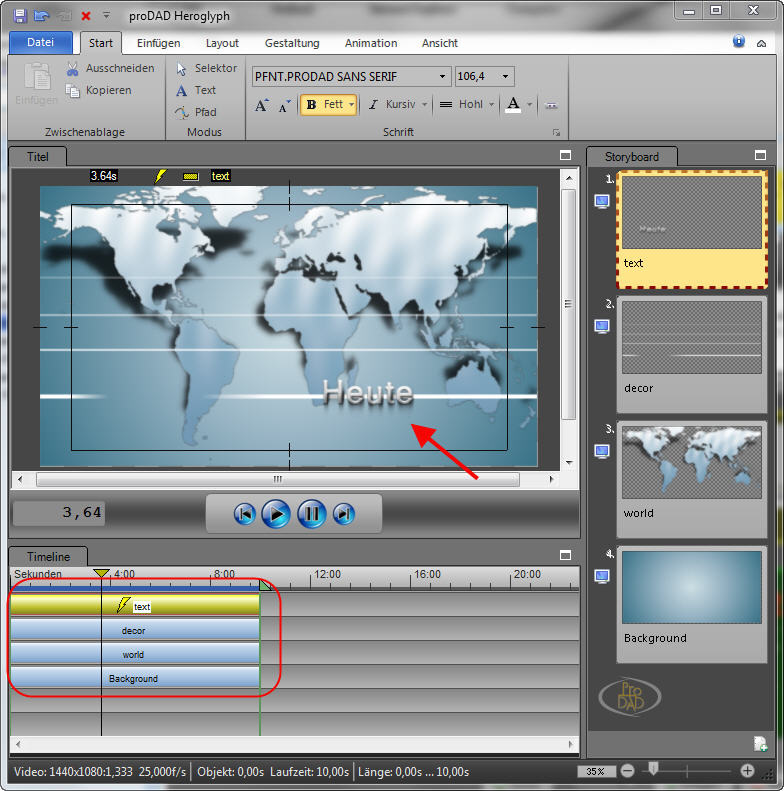 proDAD Heroglyph
Datei Start Einfügen Layout Gestaltung Animation Ansicht
Einfügen
Ausschneiden
Kopieren
Zwischenablage
Selektor
Text
Pfad
Modus
PFNT.PRODAD SANS SERIF 106,4
A A B Fett I Kursiv Hohl A
Schrift
Titel
3.64s text
Heute
3,64
Storyboard
1.
Heute
text
2.
decor
3.
world
4.
Background
Pro
DAD
Timeline
Sekunden 4:00 8:00 12:00 16:00 20:00
text
decor
world
Background
Video: 1440x1080:1,333 25,000f/s Objekt: 0,00s Laufzeit: 10,00s Länge: 0,00s ... 10,00s 35%